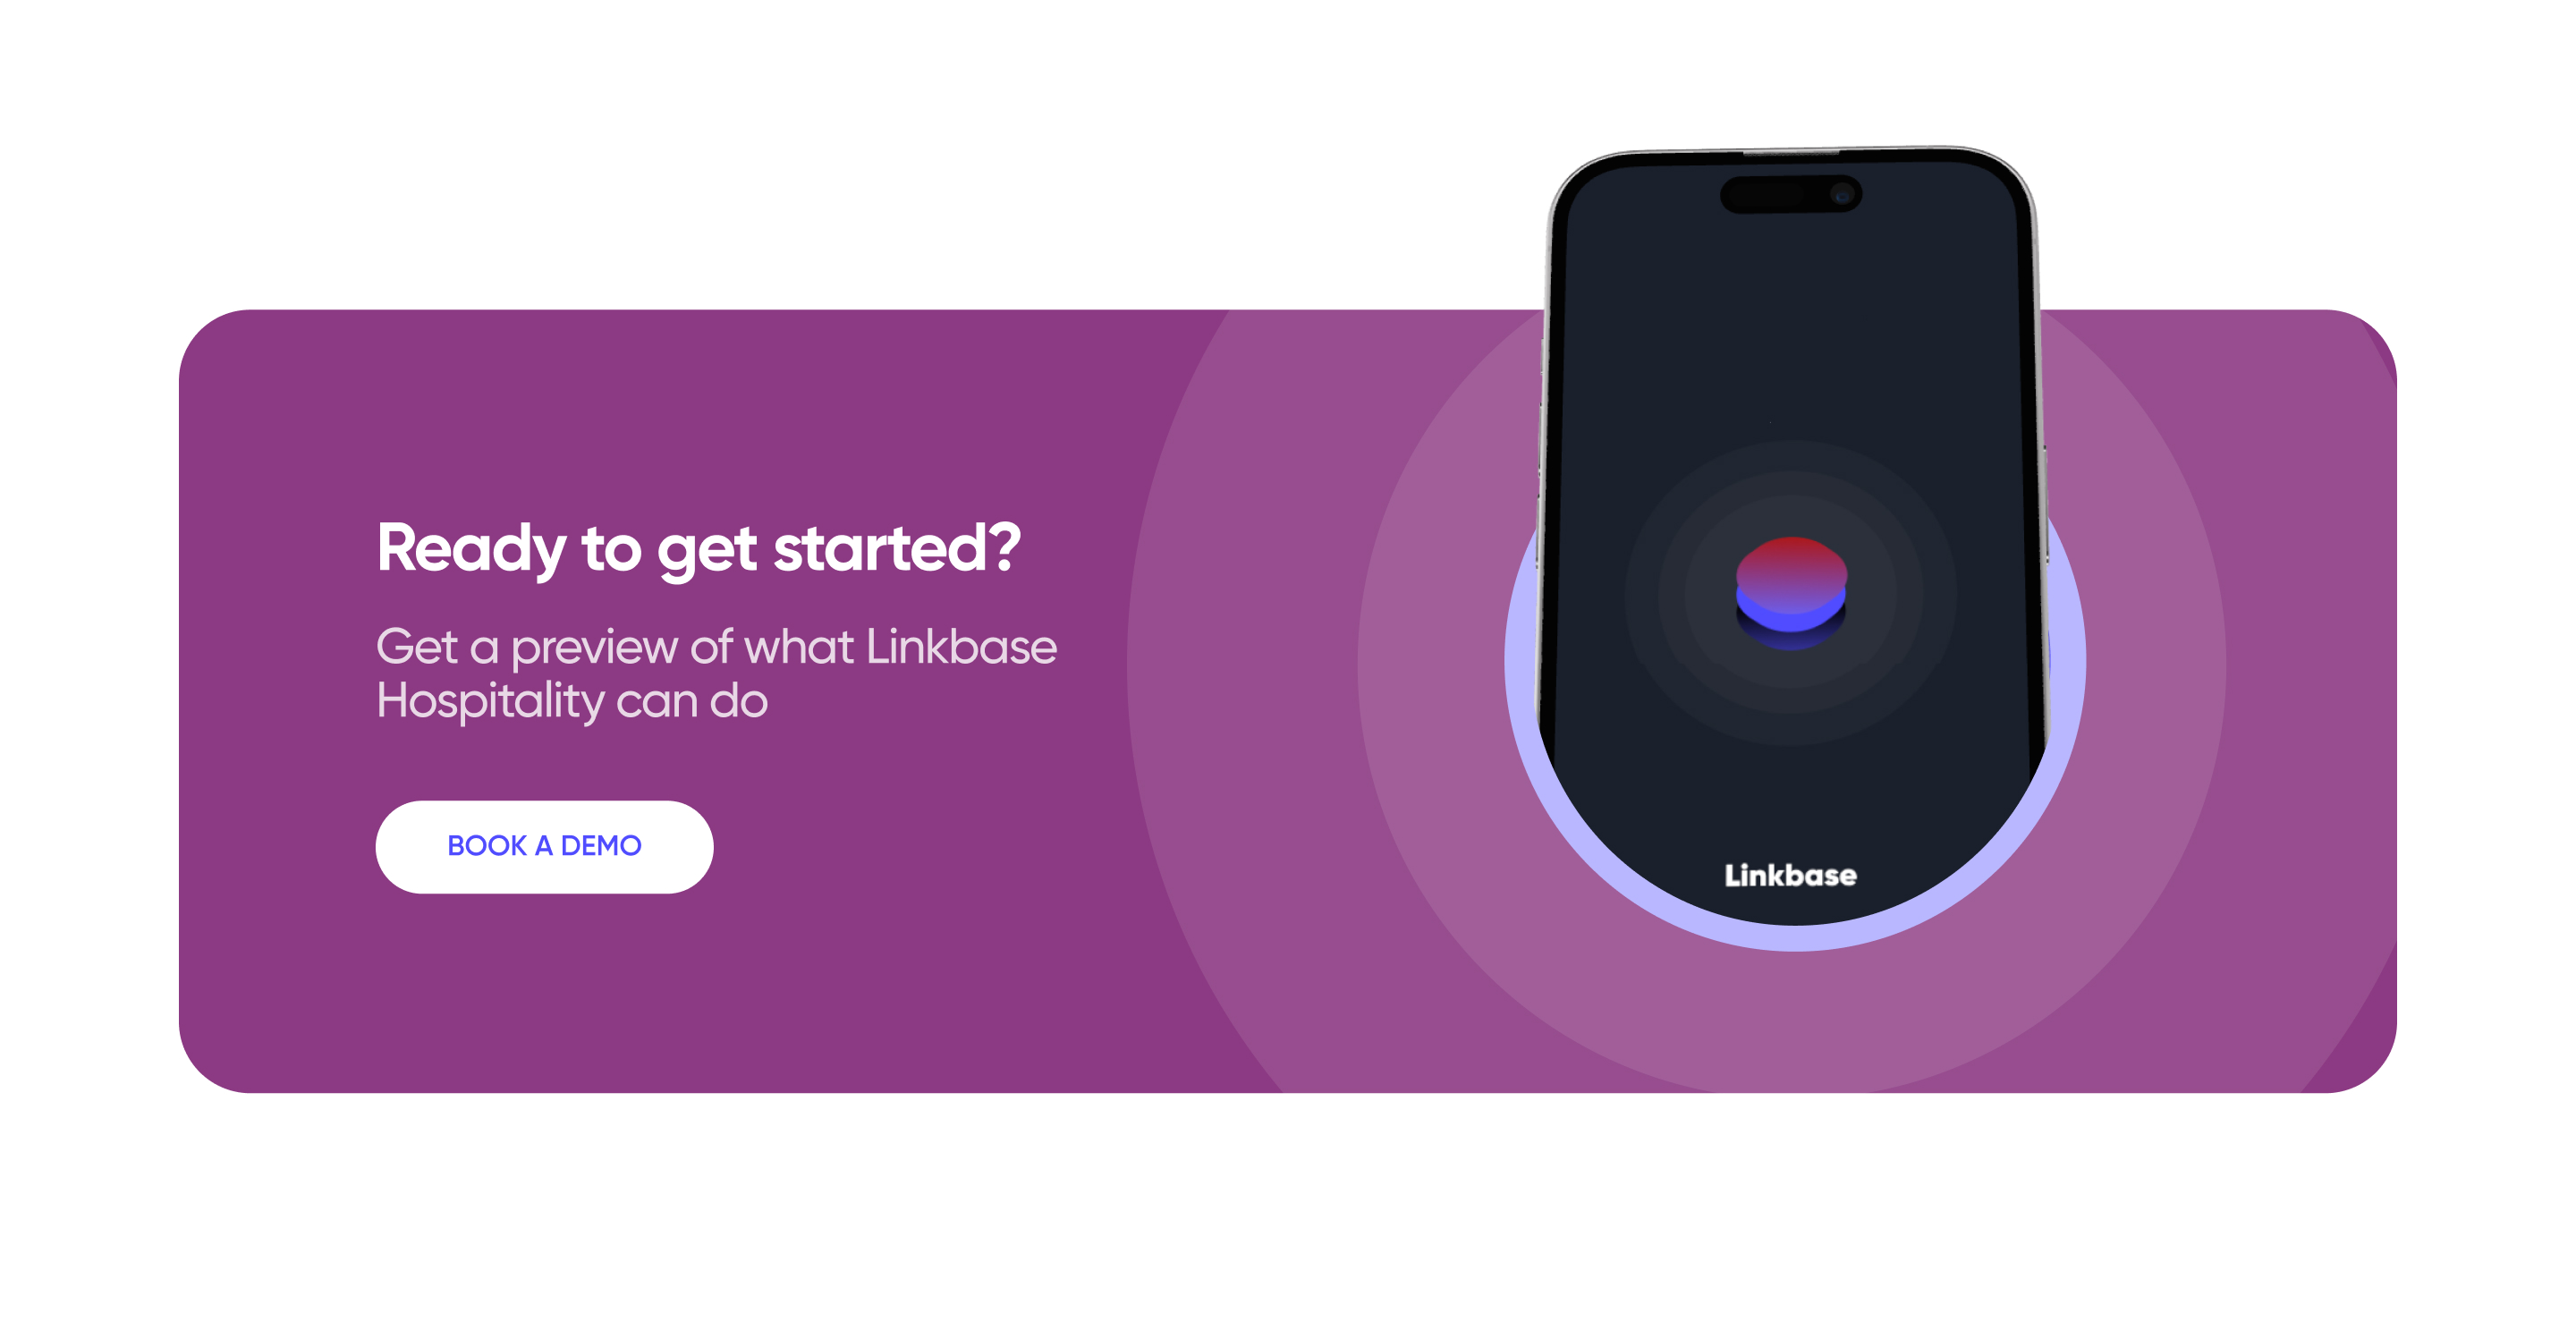 Ready to get started?
Get a preview of what Linkbase
Hospitality can do
BOOK A DEMO
Linkbase